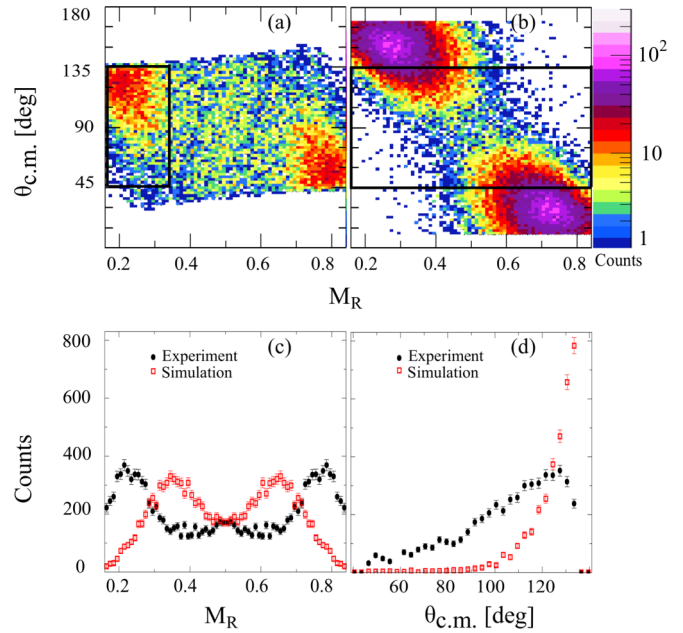 (a)
(b)
180
135
90
45
θc.m. [deg]
10²
10
1
Counts
0.2 0.4 0.6 0.8 0.2 0.4 0.6 0.8
M_R
(c)
(d)
Experiment
Simulation
Experiment
Simulation
800
600
400
200
0
Counts
0.2 0.4 0.6 0.8 60 80 100 120
M_R θc.m. [deg]